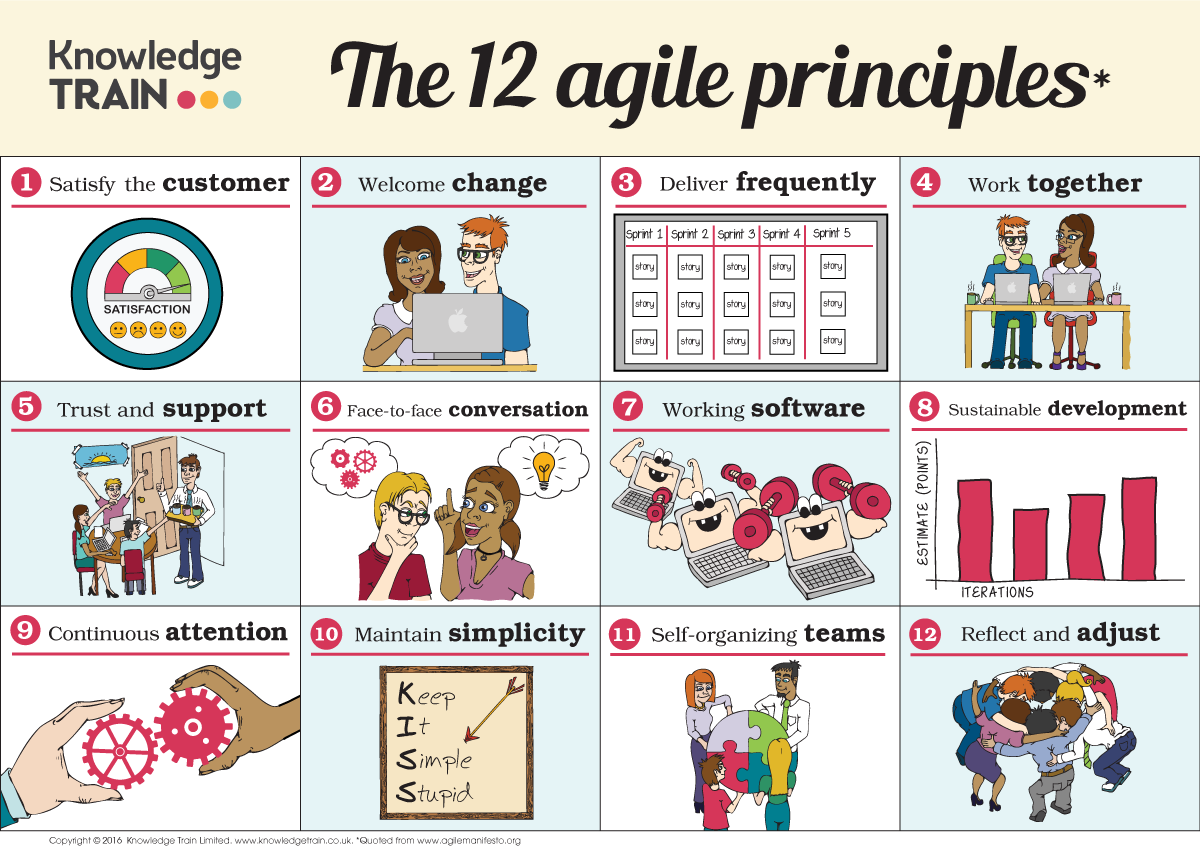 Knowledge
TRAIN
The 12 agile principles*
1 Satisfy the customer
SATISFACTION
2 Welcome change
3 Deliver frequently
Sprint 1 Sprint 2 Sprint 3 Sprint 4 Sprint 5
story story story story story
story story story story story
story story story story story
4 Work together
5 Trust and support
6 Face-to-face conversation
7 Working software
8 Sustainable development
ESTIMATE (POINTS)
ITERATIONS
9 Continuous attention
10 Maintain simplicity
Keep
It
Simple
Stupid
11 Self-organizing teams
12 Reflect and adjust
Copyright © 2016 Knowledge Train Limited. www.knowledgetrain.co.uk. *Quoted from www.agilemanifesto.org